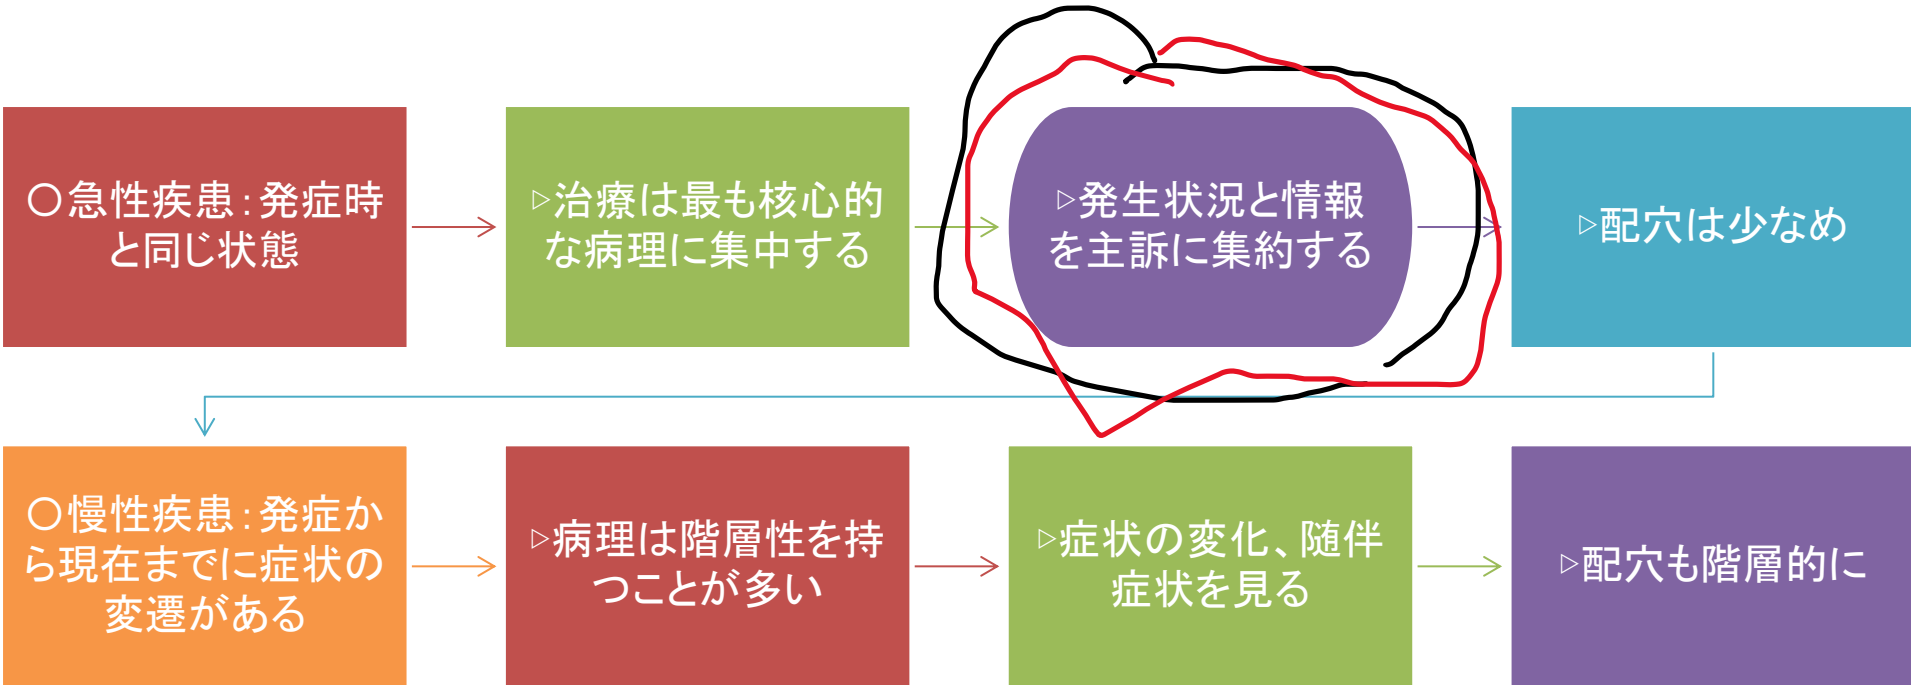 〇急性疾患：発症時
と同じ状態
▹治療は最も核心的
な病理に集中する
▹発生状況と情報
を主訴に集約する
▹配穴は少なめ
〇慢性疾患：発症か
ら現在までに症状の
変遷がある
▹病理は階層性を持
つことが多い
▹症状の変化、随伴
症状を見る
▹配穴も階層的に